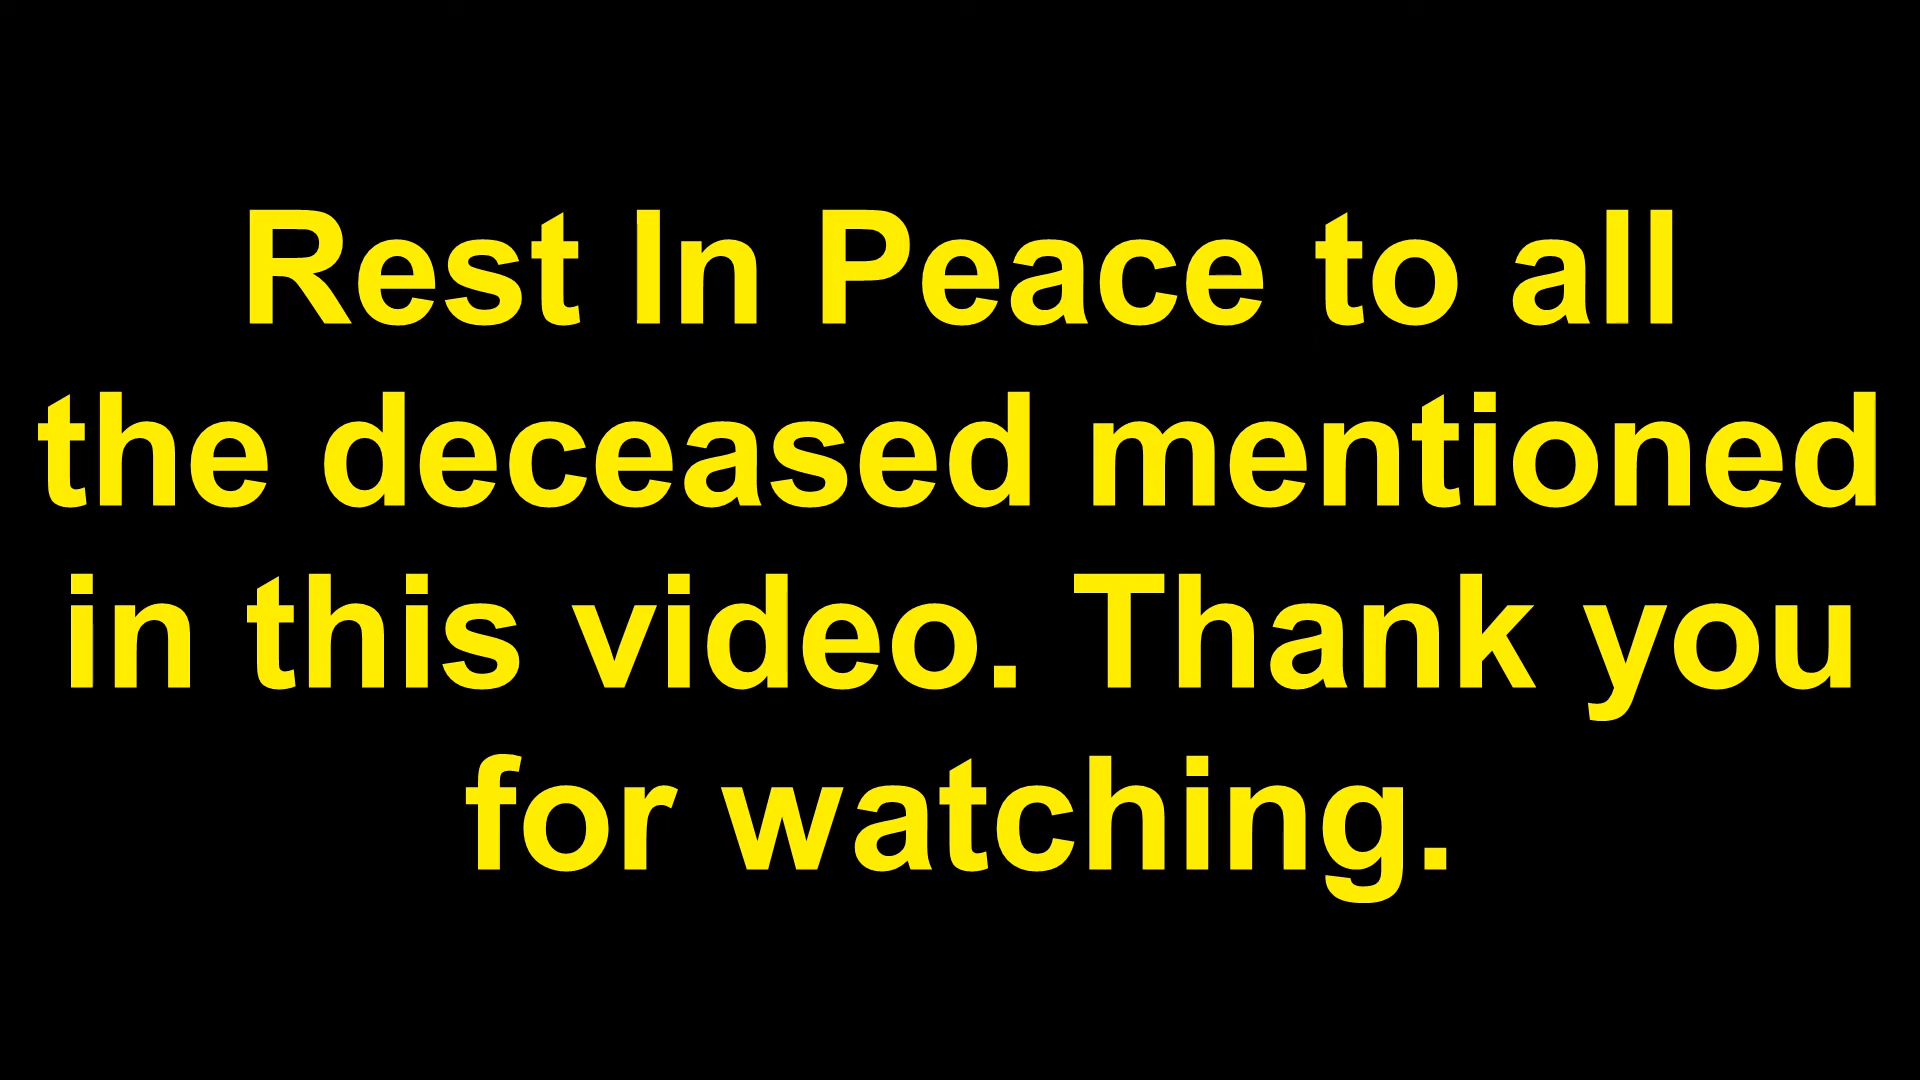 Rest In Peace to all
the deceased mentioned
in this video. Thank you
for watching.